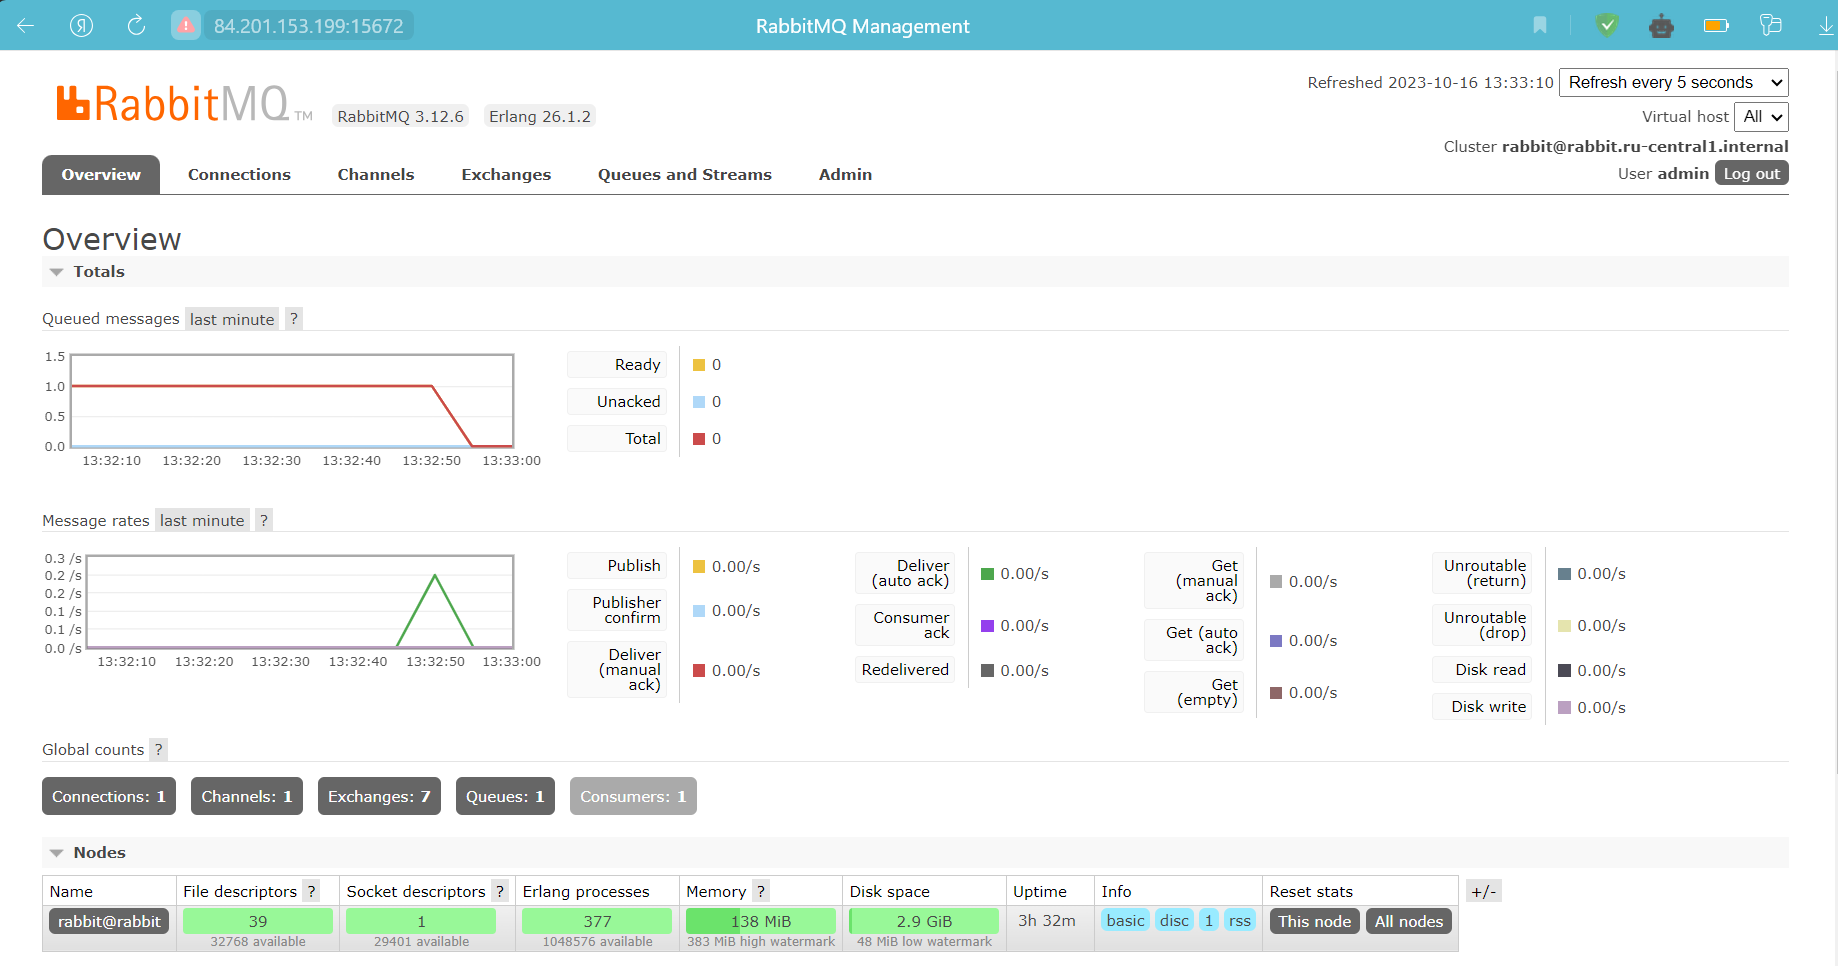 Я 84.201.153.199:15672 RabbitMQ Management
Refreshed 2023-10-16 13:33:10 Refresh every 5 seconds
RabbitMQ TM RabbitMQ 3.12.6 Erlang 26.1.2
Virtual host All
Cluster rabbit@rabbit.ru-central1.internal
User admin Log out
Overview Connections Channels Exchanges Queues and Streams Admin
Overview
Totals
Queued messages last minute ?
1.5
1.0
0.5
0.0
13:32:10 13:32:20 13:32:30 13:32:40 13:32:50 13:33:00
Ready 0
Unacked 0
Total 0
Message rates last minute ?
0.3 /s
0.2 /s
0.2 /s
0.1 /s
0.1 /s
0.0 /s
13:32:10 13:32:20 13:32:30 13:32:40 13:32:50 13:33:00
Publish 0.00/s
Publisher
confirm 0.00/s
Deliver
(manual
ack) 0.00/s
Deliver
(auto ack) 0.00/s
Consumer
ack 0.00/s
Redelivered 0.00/s
Get
(manual
ack) 0.00/s
Get (auto
ack) 0.00/s
Get
(empty) 0.00/s
Unroutable
(return) 0.00/s
Unroutable
(drop) 0.00/s
Disk read 0.00/s
Disk write 0.00/s
Global counts ?
Connections: 1 Channels: 1 Exchanges: 7 Queues: 1 Consumers: 1
Nodes
Name File descriptors ? Socket descriptors ? Erlang processes Memory ? Disk space Uptime Info Reset stats +/-
rabbit@rabbit 39 1 377 138 MiB 2.9 GiB 3h 32m basic disc 1 rss This node All nodes
32768 available 29401 available 1048576 available 383 MiB high watermark 48 MiB low watermark